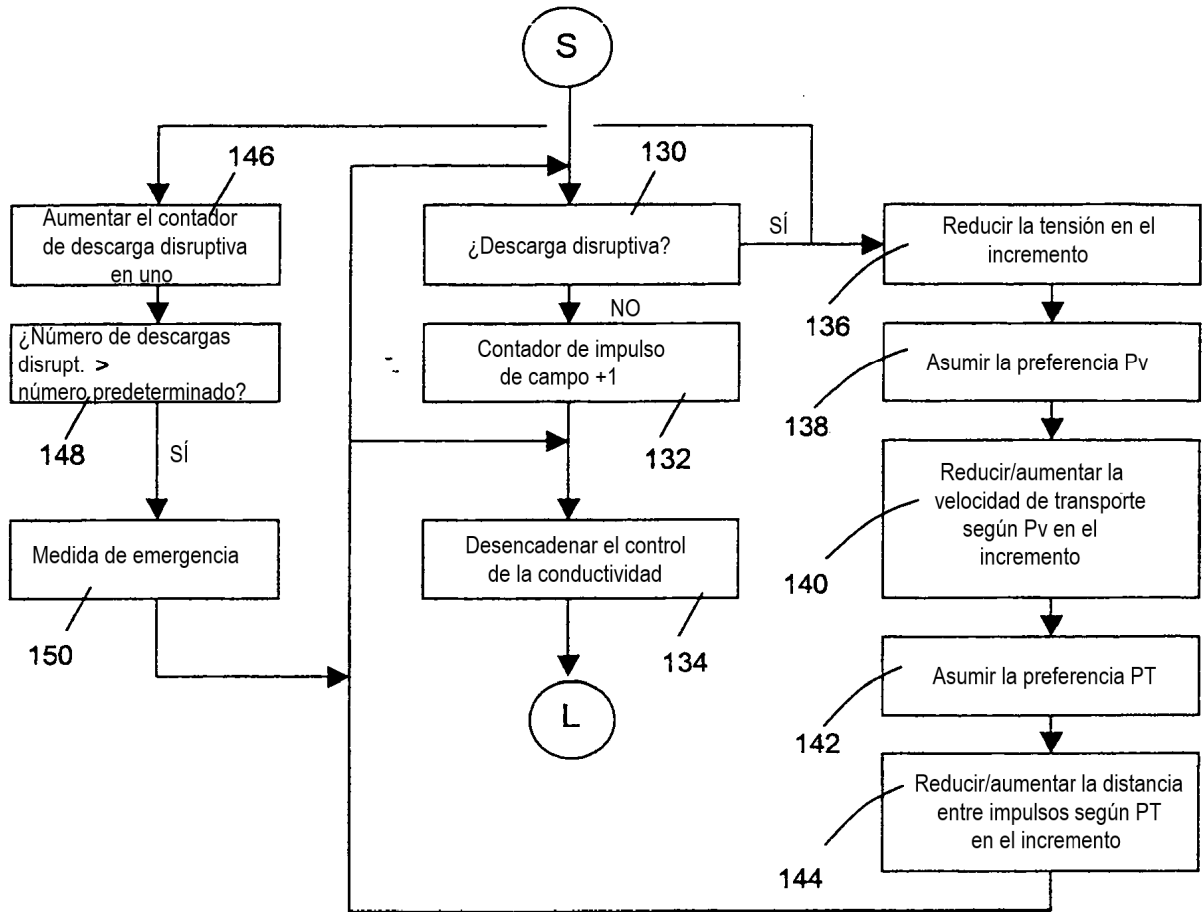 S
146
Aumentar el contador
de descarga disruptiva
en uno
130
¿Descarga disruptiva?
SÍ
Reducir la tensión en el
incremento
136
NO
¿Número de descargas
disrupt. >
número predeterminado?
148
SÍ
Contador de impulso
de campo +1
132
Asumir la preferencia Pv
138
Reducir/aumentar la
velocidad de transporte
según Pv en el
incremento
140
Medida de emergencia
150
Desencadenar el control
de la conductividad
134
Asumir la preferencia PT
142
L
Reducir/aumentar la distancia
entre impulsos según PT
en el incremento
144